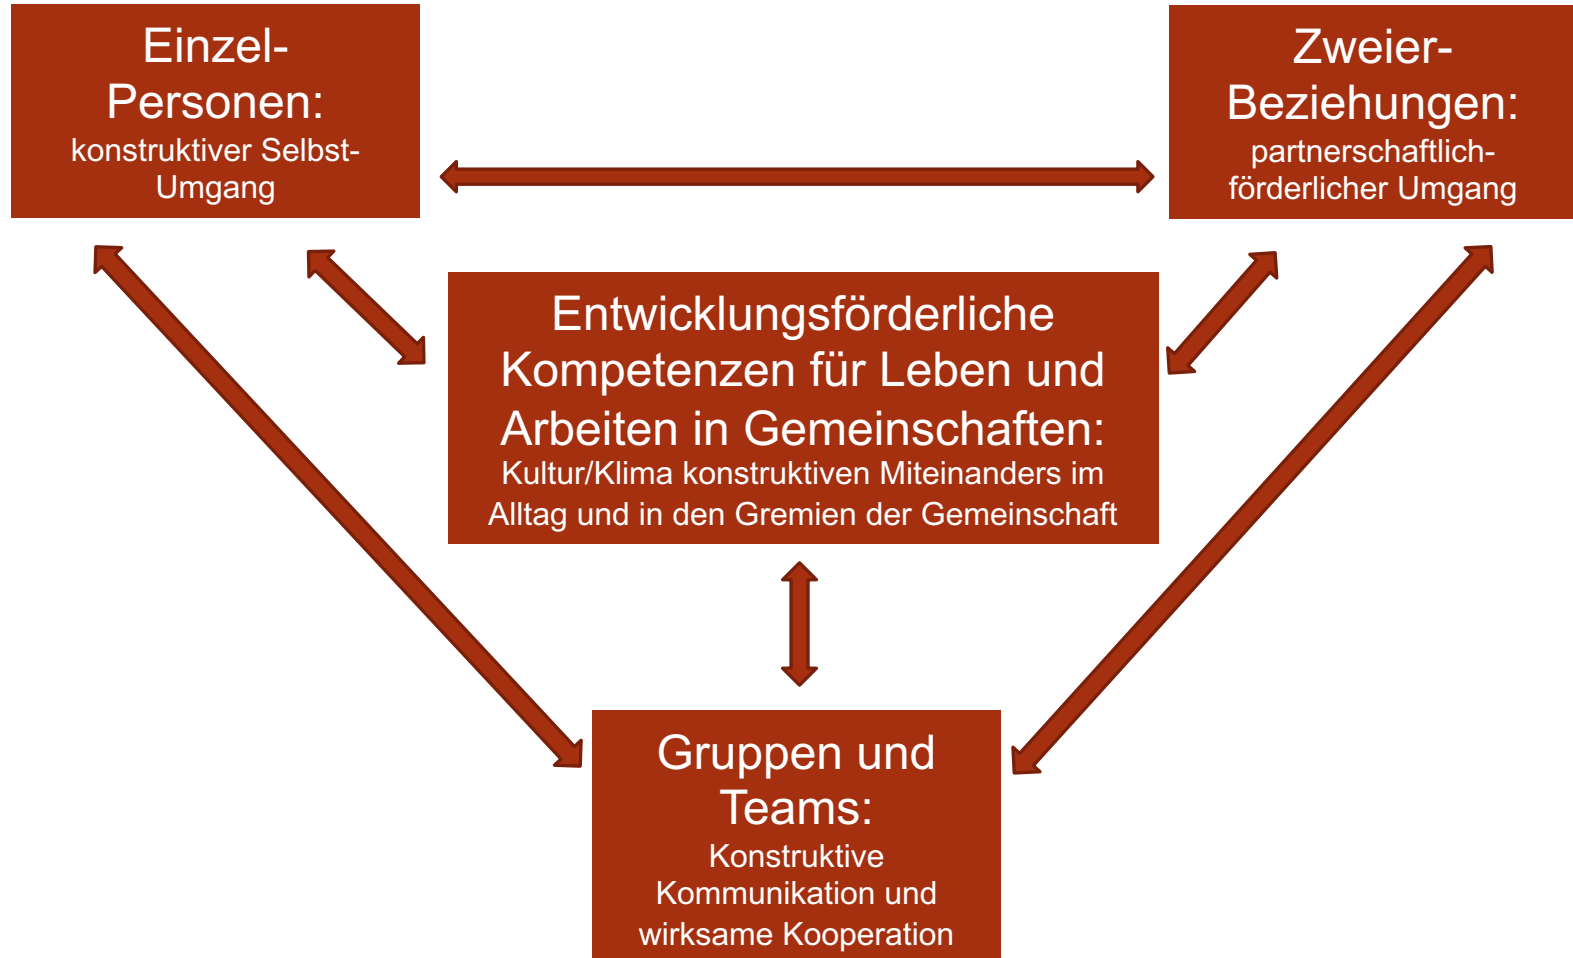 Einzel-
Personen:
konstruktiver Selbst-
Umgang
Zweier-
Beziehungen:
partnerschaftlich-
förderlicher Umgang
Entwicklungsförderliche
Kompetenzen für Leben und
Arbeiten in Gemeinschaften:
Kultur/Klima konstruktiven Miteinanders im
Alltag und in den Gremien der Gemeinschaft
Gruppen und
Teams:
Konstruktive
Kommunikation und
wirksame Kooperation